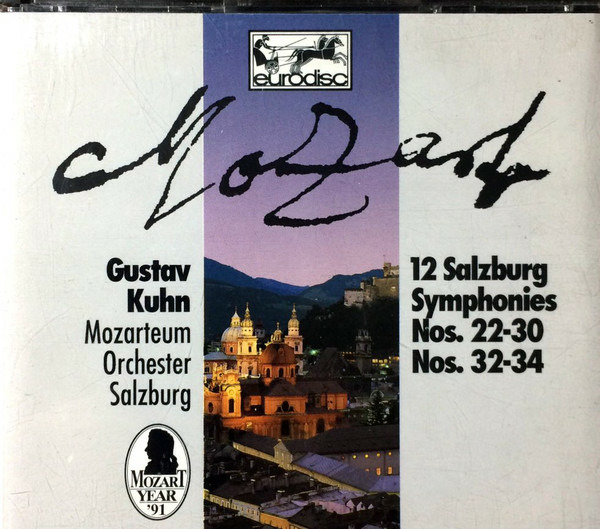 eurodisc
Mozart
Gustav
Kuhn
Mozarteum
Orchester
Salzburg
12 Salzburg
Symphonies
Nos. 22-30
Nos. 32-34
MOZART
YEAR
'91